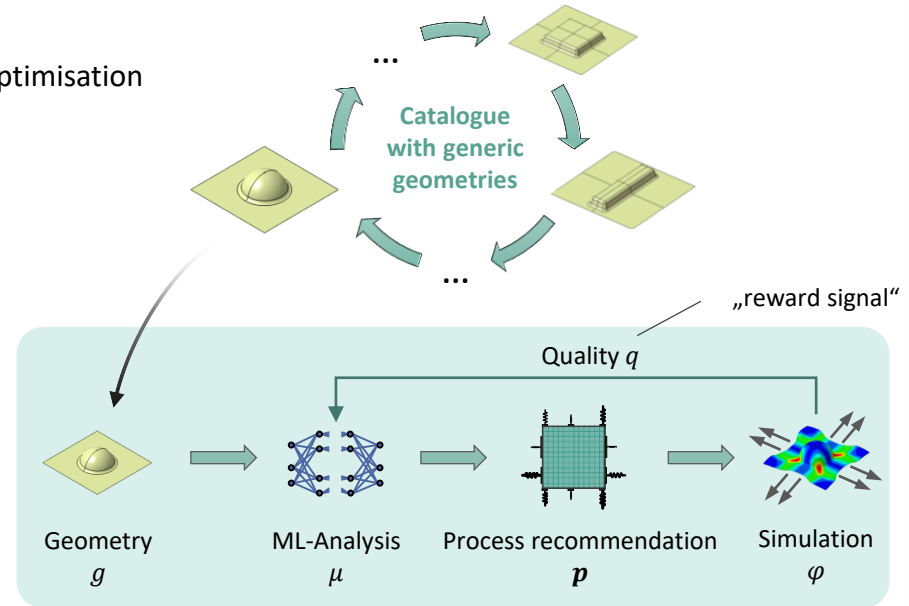 ...
ptimisation
Catalogue
with generic
geometries
...
„reward signal“
Quality q
Geometry
g
ML-Analysis
μ
Process recommendation
p
Simulation
φ